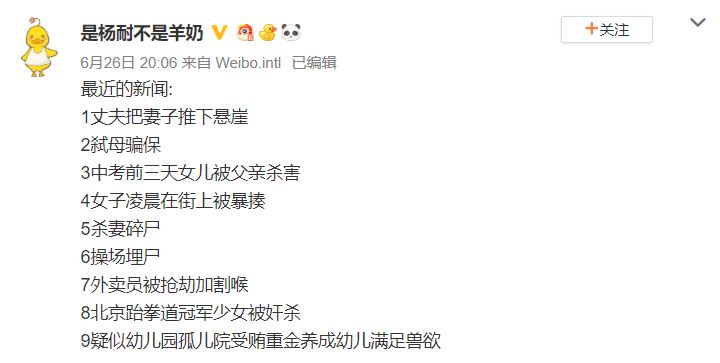 是杨耐不是羊奶
+关注
6月26日 20:06 来自 Weibo.intl 已编辑
最近的新闻:
1丈夫把妻子推下悬崖
2弑母骗保
3中考前三天女儿被父亲杀害
4女子凌晨在街上被暴揍
5杀妻碎尸
6操场埋尸
7外卖员被抢劫加割喉
8北京跆拳道冠军少女被奸杀
9疑似幼儿园孤儿院受贿重金养成幼儿满足兽欲